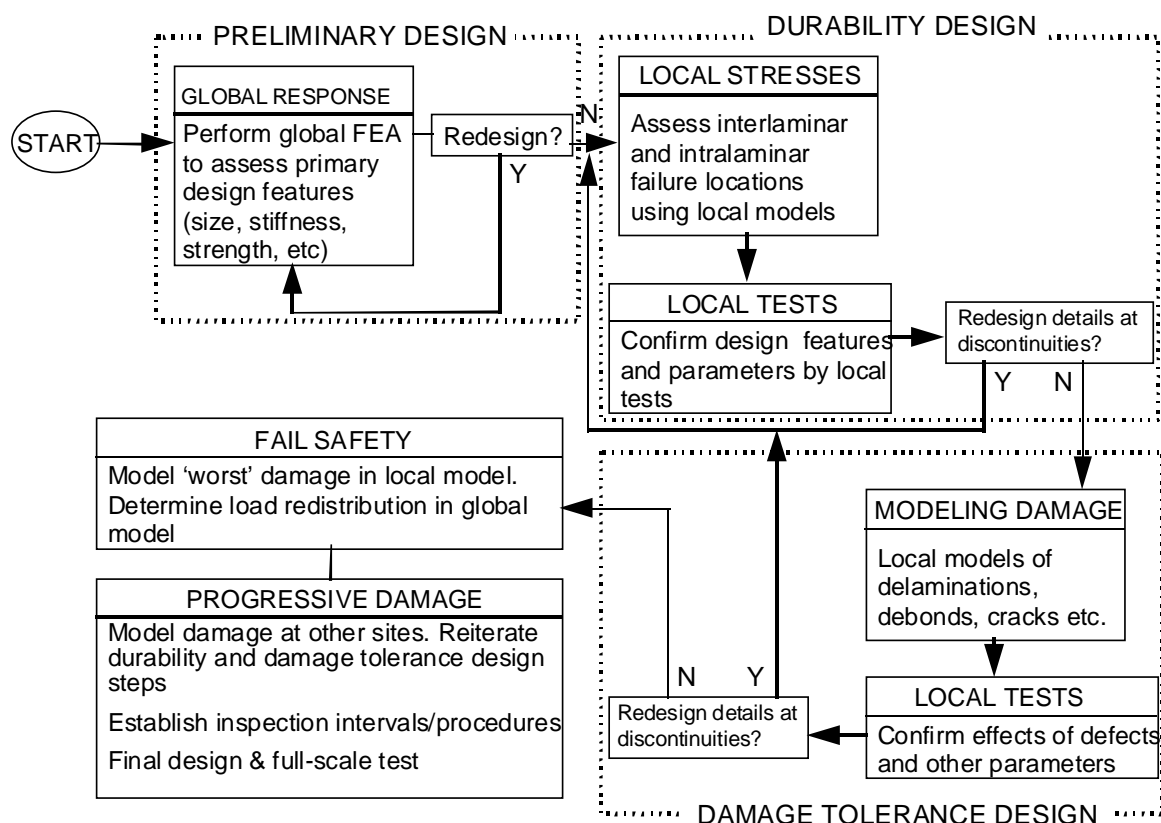 PRELIMINARY DESIGN
DURABILITY DESIGN
START
GLOBAL RESPONSE
Perform global FEA
to assess primary
design features
(size, stiffness,
strength, etc)
Redesign?
N
Y
LOCAL STRESSES
Assess interlaminar
and intralaminar
failure locations
using local models
LOCAL TESTS
Confirm design features
and parameters by local
tests
Redesign details at
discontinuities?
Y N
MODELING DAMAGE
Local models of
delaminations,
debonds, cracks etc.
LOCAL TESTS
Confirm effects of defects
and other parameters
Redesign details at
discontinuities?
N Y
DAMAGE TOLERANCE DESIGN
FAIL SAFETY
Model ‘worst’ damage in local model.
Determine load redistribution in global
model
PROGRESSIVE DAMAGE
Model damage at other sites. Reiterate
durability and damage tolerance design
steps
Establish inspection intervals/procedures
Final design & full-scale test